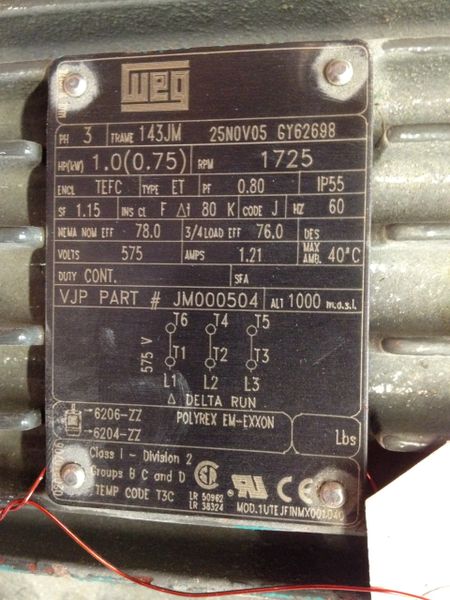 WEG
PH 3 FRAME 143JM 25NOV05 GY62698
HP(kW) 1.0(0.75) RPM 1725
ENCL TEFC TYPE ET PF 0.80 IP55
SF 1.15 INS CL F Δt 80 K CODE J HZ 60
NEMA NOM EFF 78.0 3/4 LOAD EFF 76.0 DES
VOLTS 575 AMPS 1.21 MAX AMB. 40°C
DUTY CONT. SFA
VJP PART # JM000504 ALT 1000 m.a.s.l.
T6 T4 T5
575 V
T1 T2 T3
L1 L2 L3
Δ DELTA RUN
→6206-ZZ POLYREX EM-EXXON
→6204-ZZ Lbs
Class I - Division 2
Groups B C and D
TEMP CODE T3C
LR 50962
LR 38324
MOD.1UTEJFINMX001040